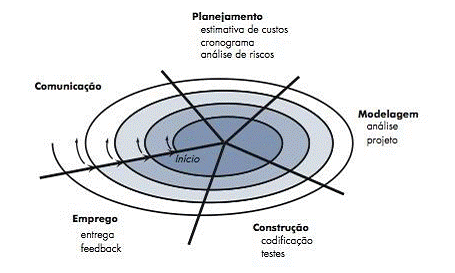 Planejamento
estimativa de custos
cronograma
análise de riscos
Comunicação
Modelagem
análise
projeto
Início
Emprego
entrega
feedback
Construção
codificação
testes